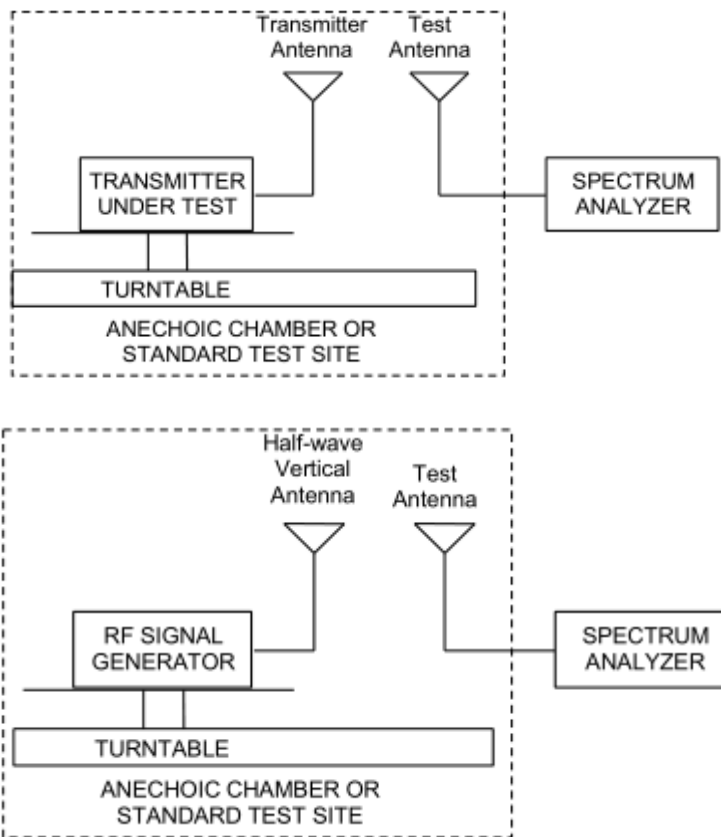 Transmitter
Antenna
Test
Antenna
TRANSMITTER
UNDER TEST
SPECTRUM
ANALYZER
TURNTABLE
ANECHOIC CHAMBER OR
STANDARD TEST SITE
Half-wave
Vertical
Antenna
Test
Antenna
RF SIGNAL
GENERATOR
SPECTRUM
ANALYZER
TURNTABLE
ANECHOIC CHAMBER OR
STANDARD TEST SITE